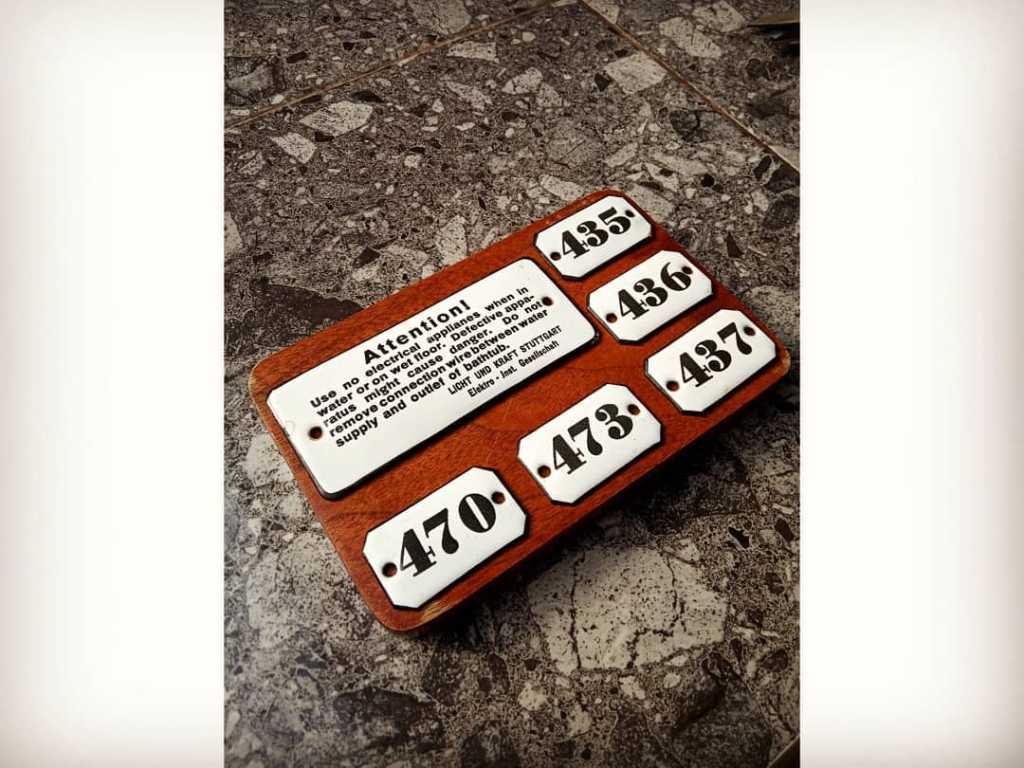 Attention!
Use no electrical applianes when in
water or on wet floor. Defective appa-
ratus might cause danger. Do not
remove connection wire between water
supply and outlet of bathtub.
LICHT UND KRAFT STUTTGART
Elektro - Inst. Gesellschaft
435
436
437
473
470